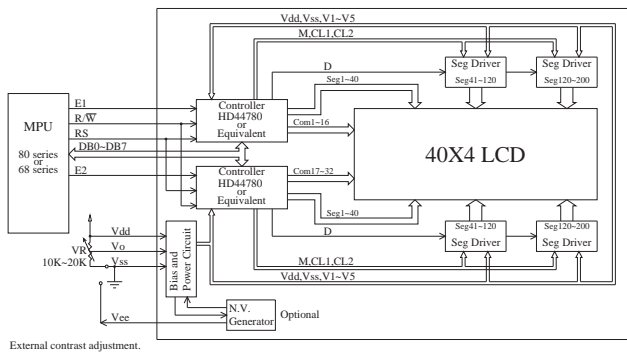 Vdd,Vss,V1~V5
M,CL1,CL2
D
Seg Driver
Seg41~120
Seg Driver
Seg120~200
Seg1~40
MPU
80 series
or
68 series
E1
R/W̅
RS
DB0~DB7
E2
Controller
HD44780
or
Equivalent
Com1~16
40X4 LCD
Controller
HD44780
or
Equivalent
Com17~32
Seg1~40
D
Seg41~120
Seg Driver
Seg120~200
Seg Driver
M,CL1,CL2
Vdd,Vss,V1~V5
Vdd
VR
Vo
10K~20K
Vss
Bias and
Power Circuit
Vee
N.V.
Generator
Optional
External contrast adjustment.